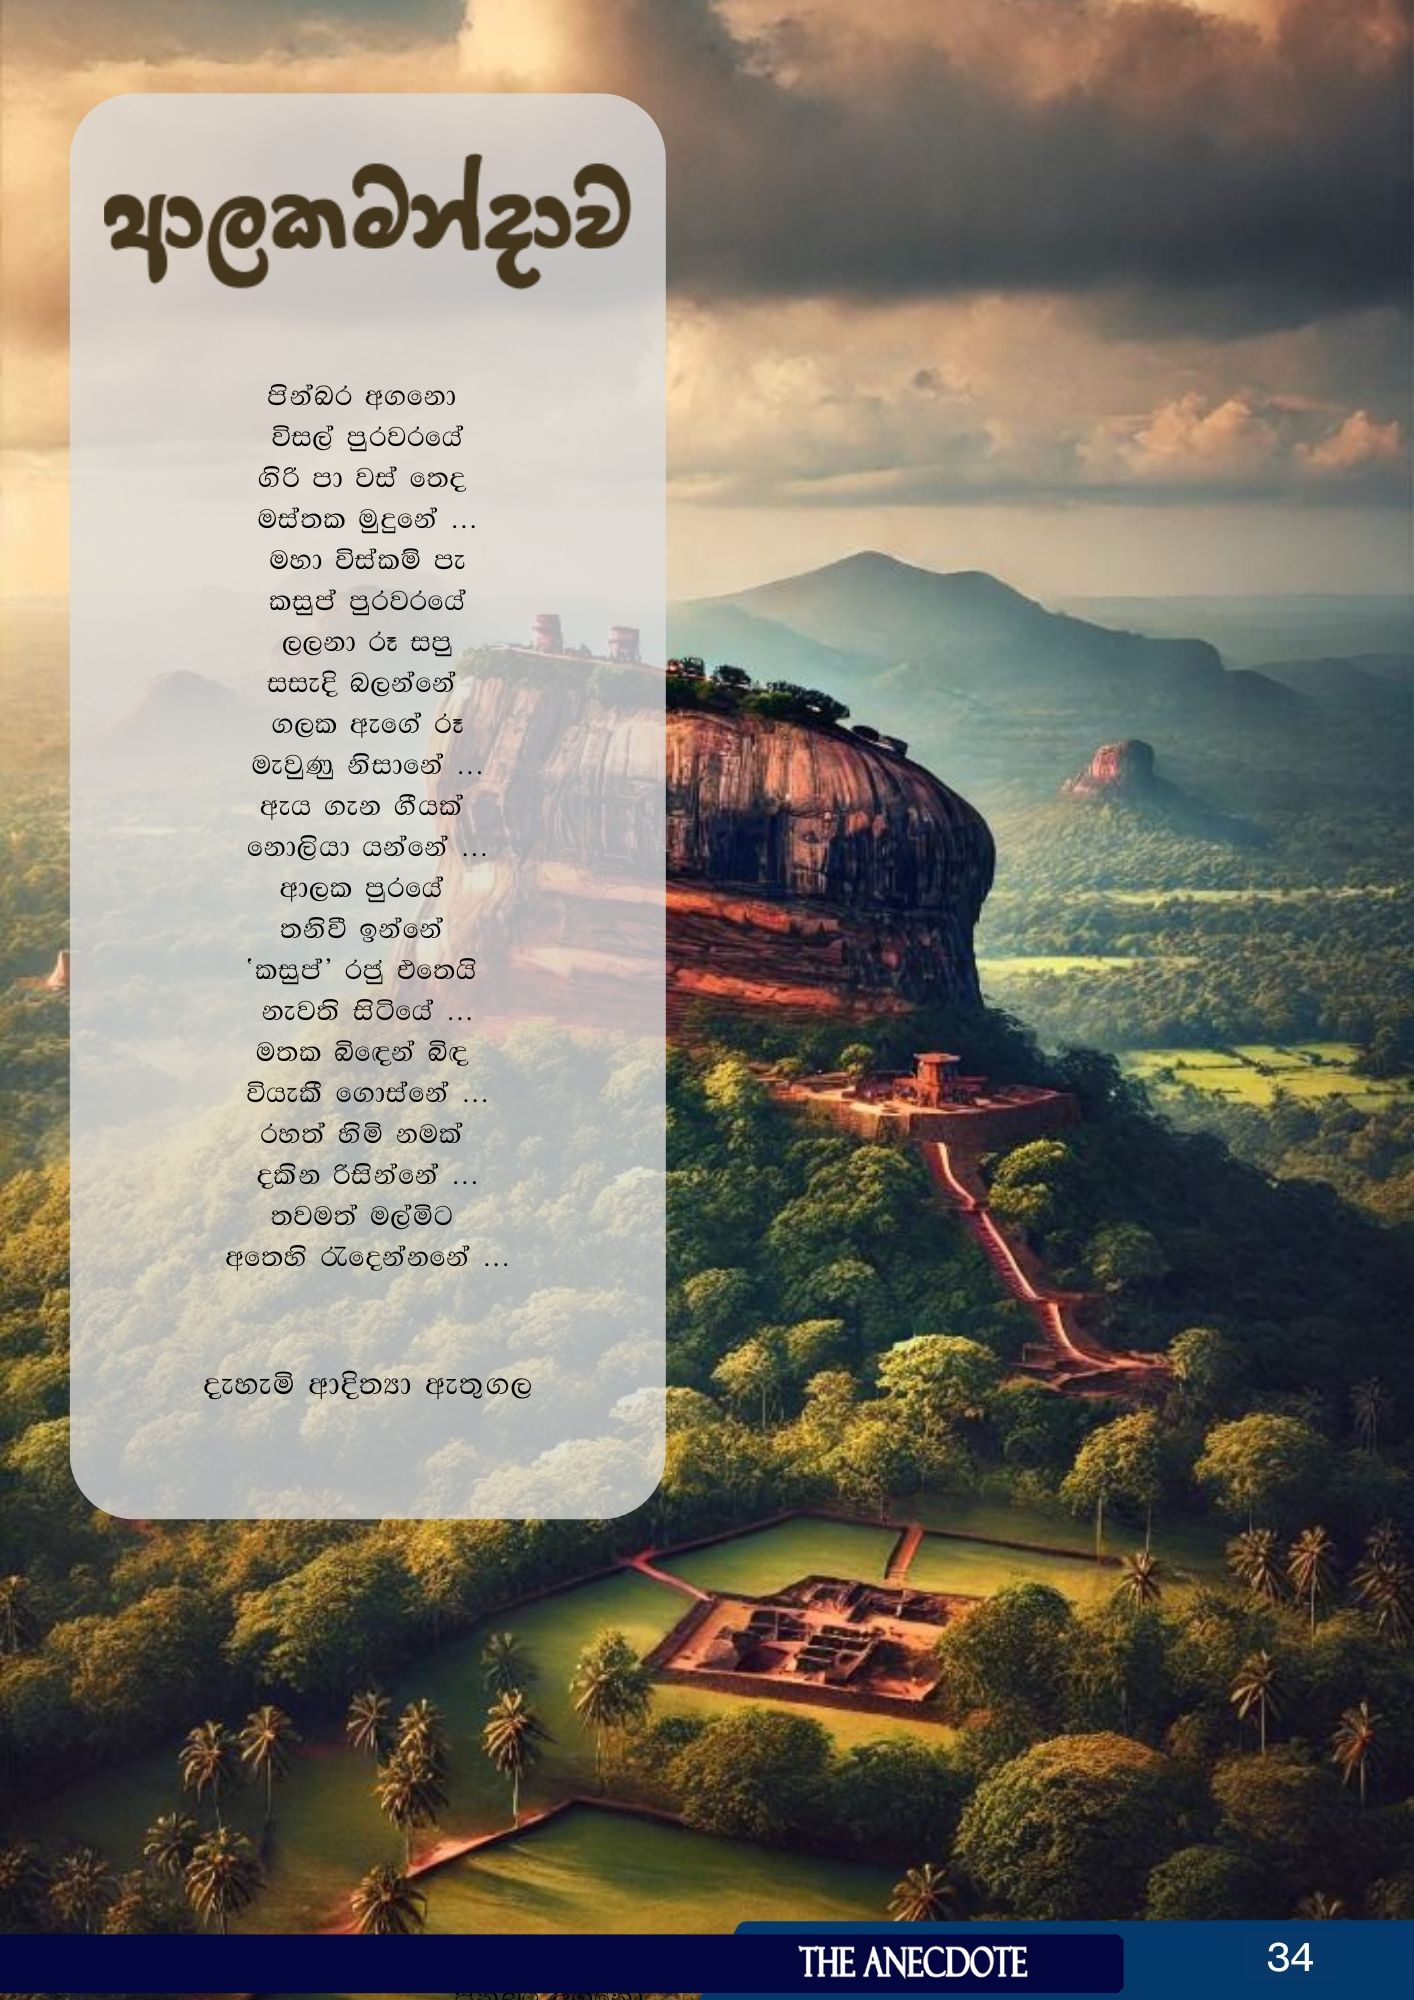 ආලකමන්දාව
පින්බර අගනො
විසල් පුරවරයේ
ගිරි පා වස් තෙද
මස්තක මුදුනේ ...
මහා විස්කම් පෑ
කසුප් පුරවරයේ
ලලනා රූ සපු
සසැදි බලන්නේ
ගලක ඇගේ රූ
මැවුණු නිසානේ ...
ඇය ගැන ගීයක්
නොලියා යන්නේ ...
ආලක පුරයේ
තනිවී ඉන්නේ
‘කසුප්’ රජු එතෙයි
නැවති සිටියේ ...
මතක බිඳෙන් බිඳ
වියැකී ගොස්නේ ...
රහත් හිමි නමක්
දකින රිසින්නේ ...
තවමත් මල්මිට
අතෙහි රැදෙන්නනේ ...
දැහැමි ආදිත්‍යා ඇතුගල
THE ANECDOTE
34